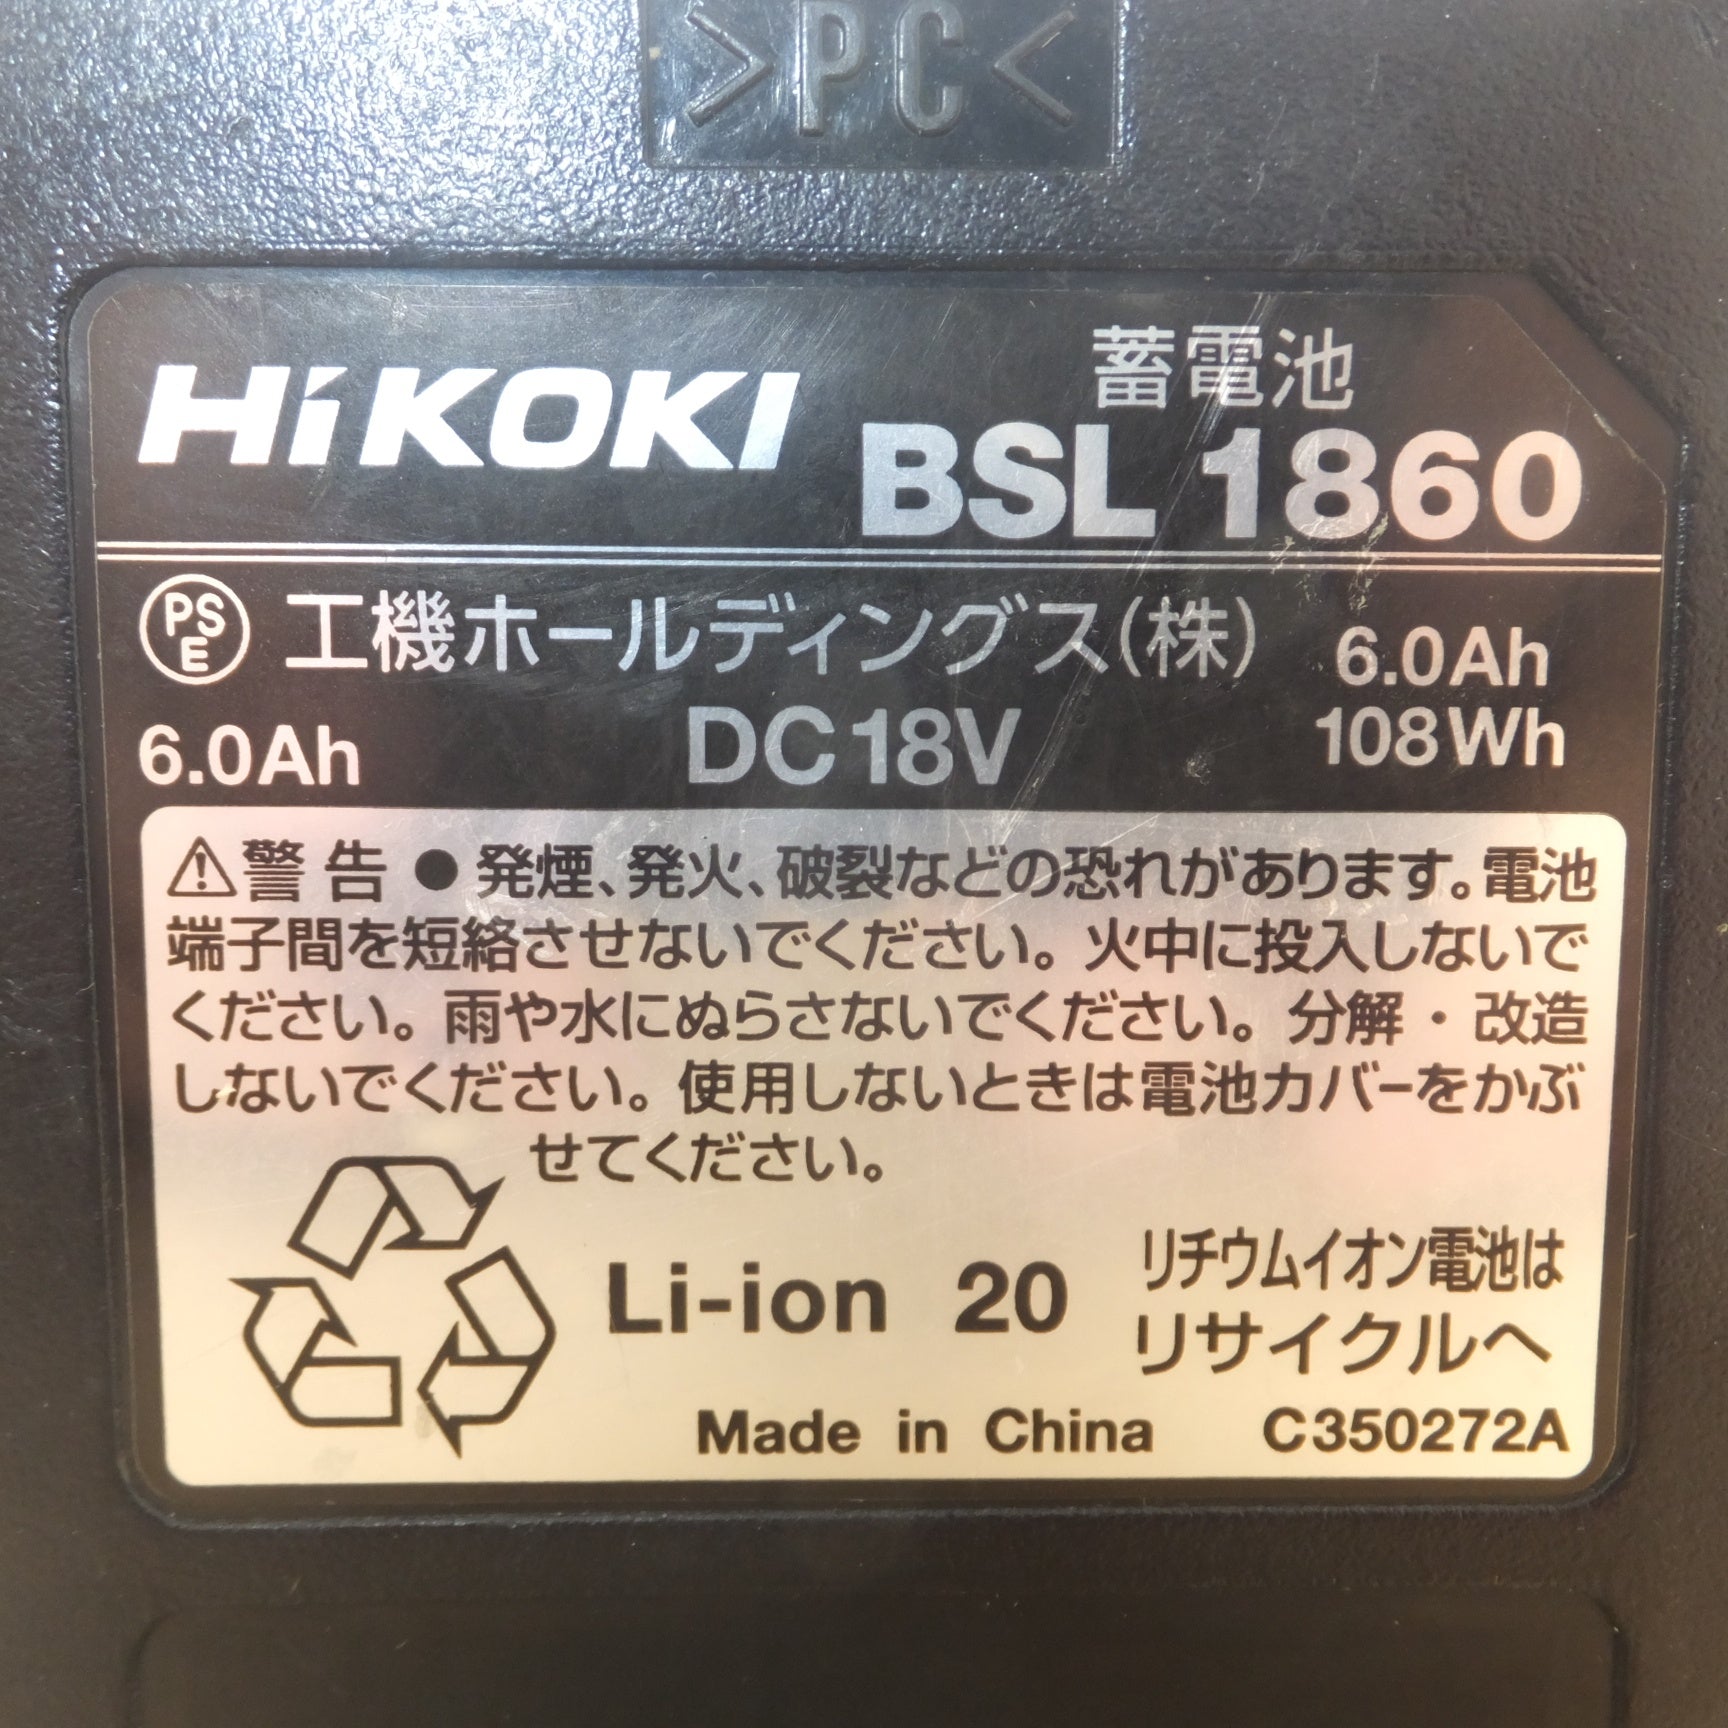 >PC<
HiKOKI
蓄電池
BSL 1860
PSE 工機ホールディングス(株) 6.0Ah
6.0Ah DC18V 108Wh
⚠警告 ● 発煙、発火、破裂などの恐れがあります。電池
端子間を短絡させないでください。火中に投入しないで
ください。雨や水にぬらさないでください。分解・改造
しないでください。使用しないときは電池カバーをかぶ
せてください。
Li-ion 20 リチウムイオン電池は
リサイクルへ
Made in China C350272A